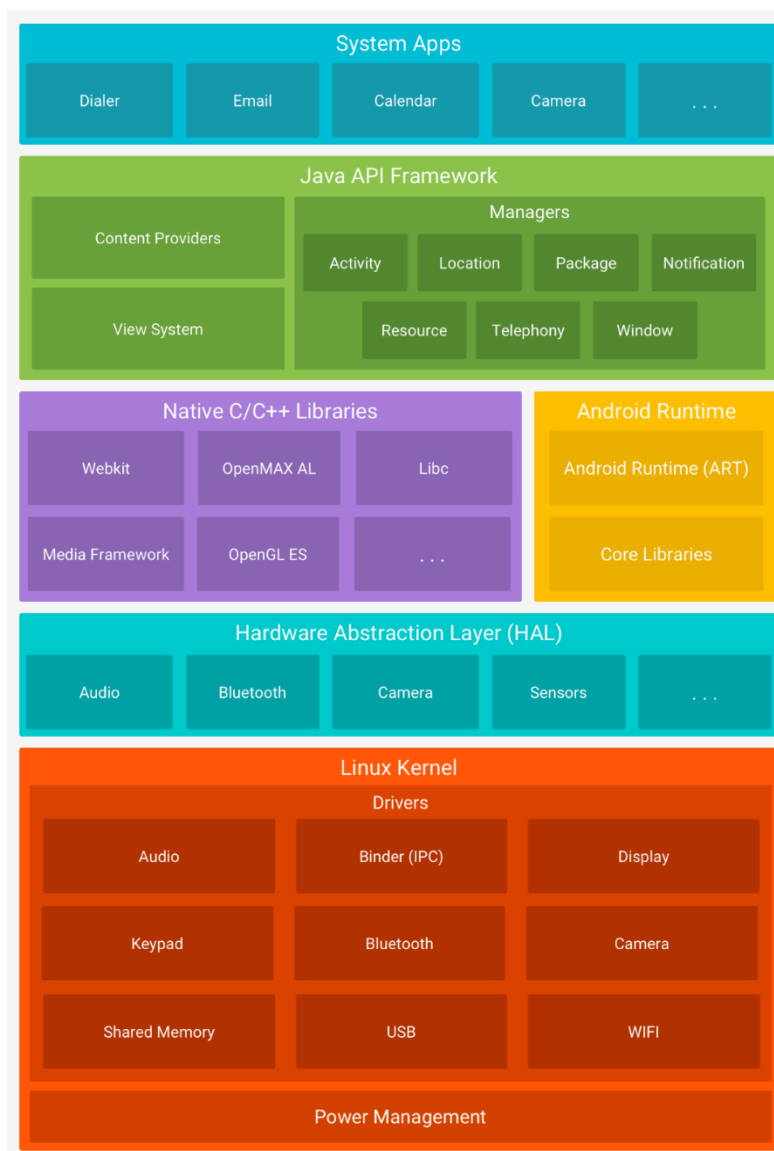 System Apps
Dialer
Email
Calendar
Camera
. . .
Java API Framework
Content Providers
View System
Managers
Activity
Location
Package
Notification
Resource
Telephony
Window
Native C/C++ Libraries
Webkit
OpenMAX AL
Libc
Media Framework
OpenGL ES
. . .
Android Runtime
Android Runtime (ART)
Core Libraries
Hardware Abstraction Layer (HAL)
Audio
Bluetooth
Camera
Sensors
. . .
Linux Kernel
Drivers
Audio
Binder (IPC)
Display
Keypad
Bluetooth
Camera
Shared Memory
USB
WIFI
Power Management